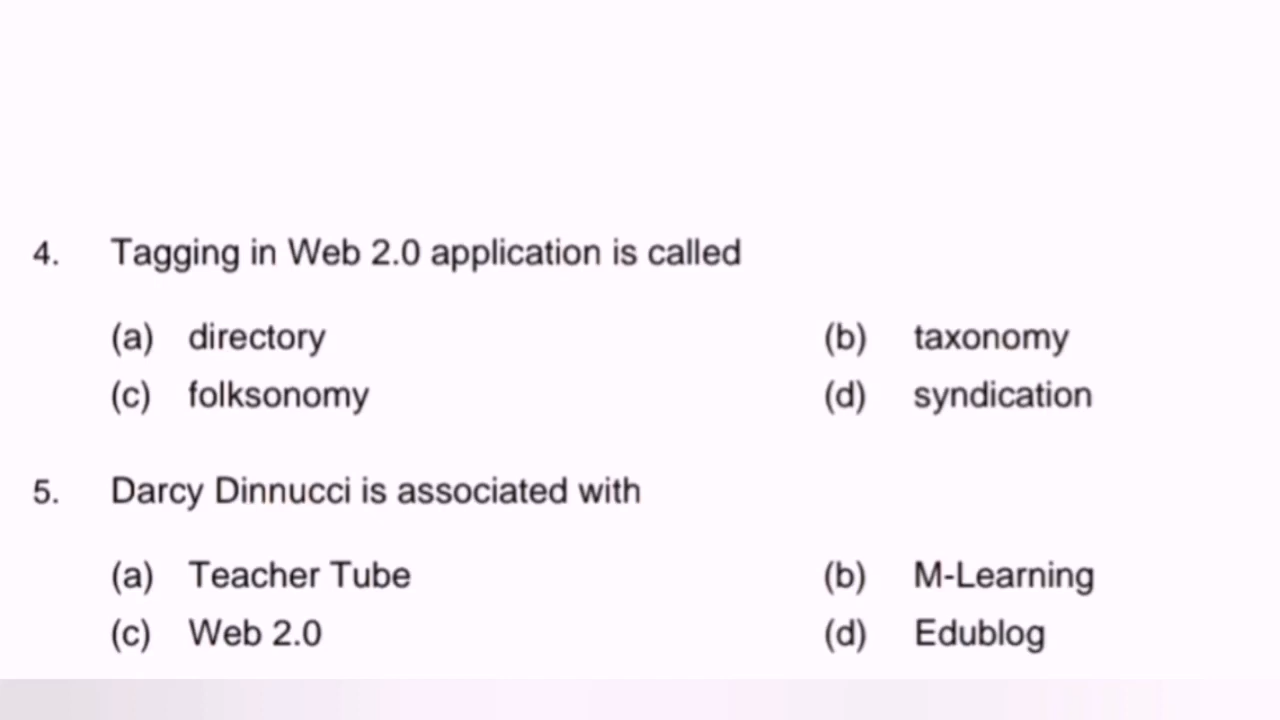 4. Tagging in Web 2.0 application is called
(a) directory (b) taxonomy
(c) folksonomy (d) syndication
5. Darcy Dinnucci is associated with
(a) Teacher Tube (b) M-Learning
(c) Web 2.0 (d) Edublog